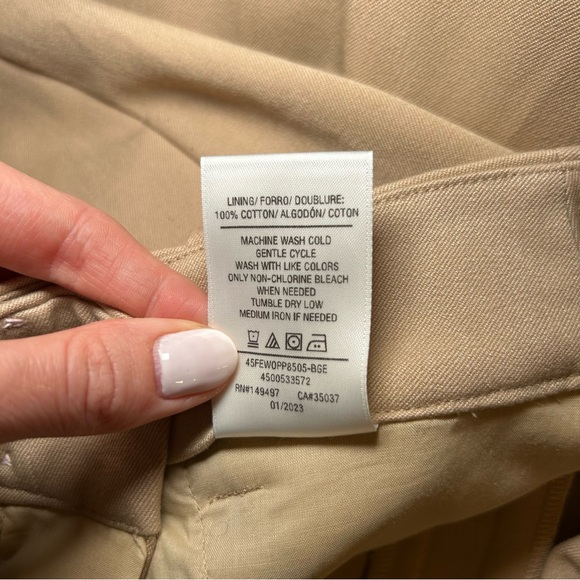 LINING/ FORRO/ DOUBLURE:
100% COTTON/ ALGODÓN/ COTON
MACHINE WASH COLD
GENTLE CYCLE
WASH WITH LIKE COLORS
ONLY NON-CHLORINE BLEACH
WHEN NEEDED
TUMBLE DRY LOW
MEDIUM IRON IF NEEDED
45FEW0PP8505-BGE
4500533572
RN#149497 CA#35037
01/2023